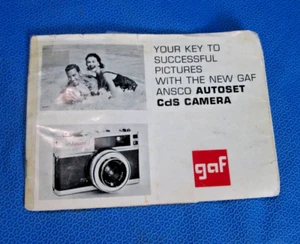 YOUR KEY TO
SUCCESSFUL
PICTURES
WITH THE NEW GAF
ANSCO AUTOSET
CdS CAMERA
gaf